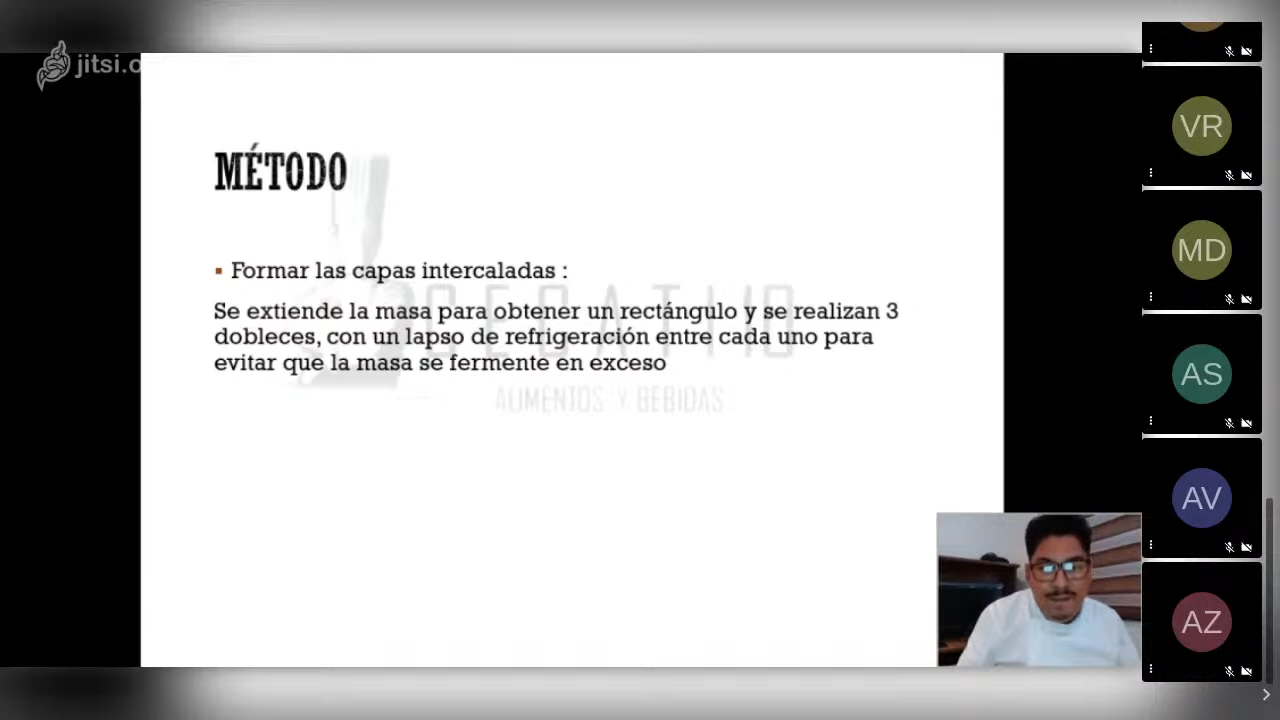 jitsi.o
MÉTODO
▪ Formar las capas intercaladas :
Se extiende la masa para obtener un rectángulo y se realizan 3
dobleces, con un lapso de refrigeración entre cada uno para
evitar que la masa se fermente en exceso
CECATI 10
ALIMENTOS Y BEBIDAS
VR
MD
AS
AV
AZ